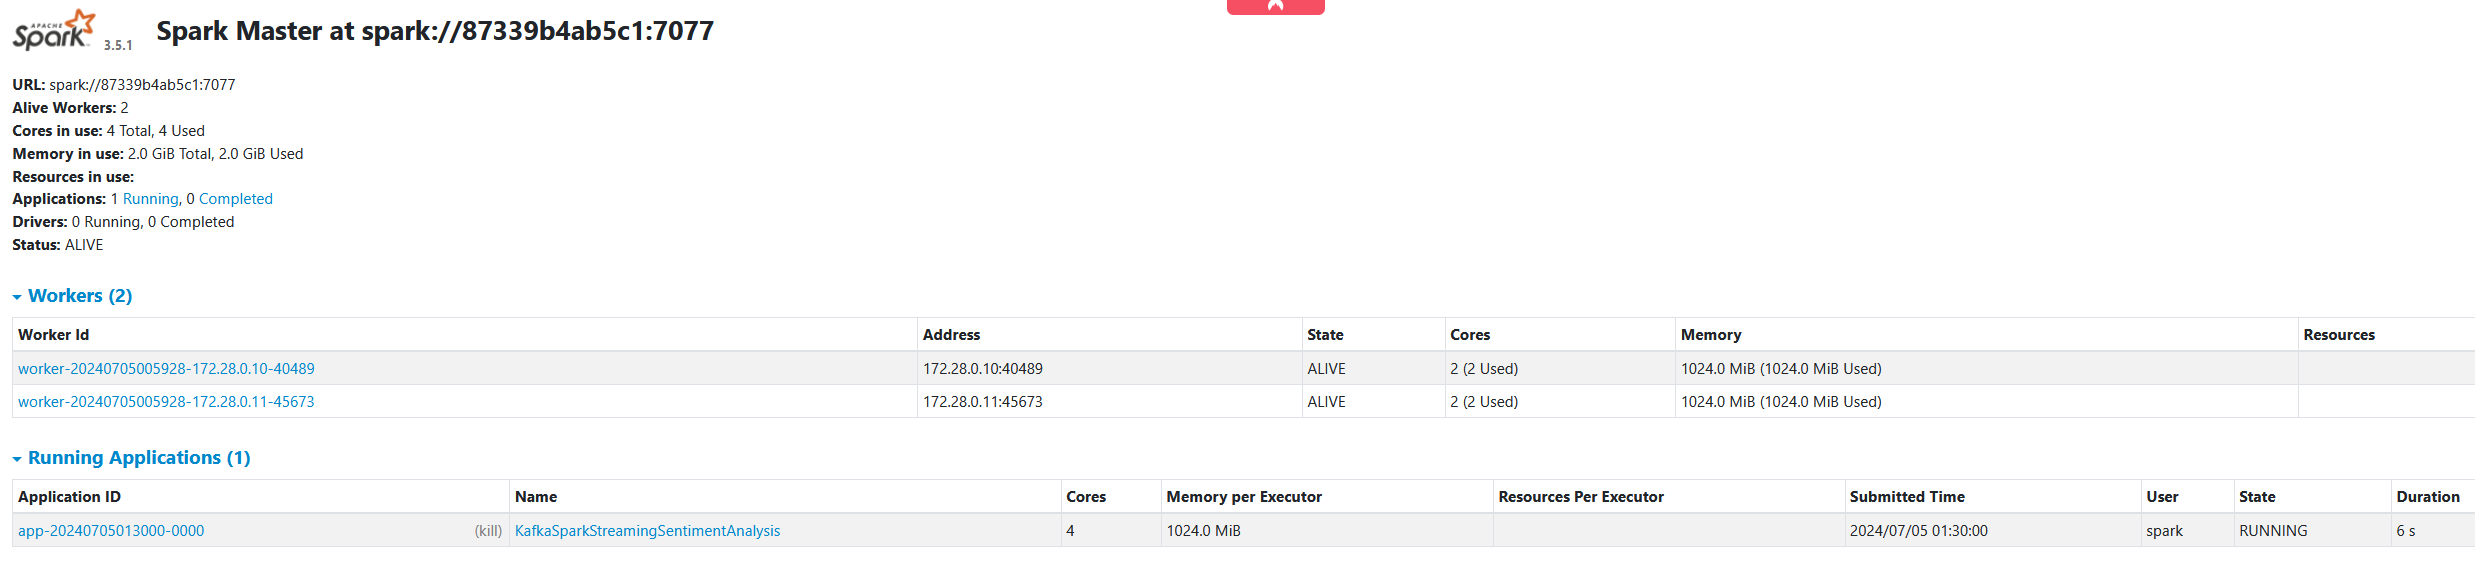 APACHE Spark 3.5.1 Spark Master at spark://87339b4ab5c1:7077
URL: spark://87339b4ab5c1:7077
Alive Workers: 2
Cores in use: 4 Total, 4 Used
Memory in use: 2.0 GiB Total, 2.0 GiB Used
Resources in use:
Applications: 1 Running, 0 Completed
Drivers: 0 Running, 0 Completed
Status: ALIVE
Workers (2)
Worker Id Address State Cores Memory Resources
worker-20240705005928-172.28.0.10-40489 172.28.0.10:40489 ALIVE 2 (2 Used) 1024.0 MiB (1024.0 MiB Used)
worker-20240705005928-172.28.0.11-45673 172.28.0.11:45673 ALIVE 2 (2 Used) 1024.0 MiB (1024.0 MiB Used)
Running Applications (1)
Application ID Name Cores Memory per Executor Resources Per Executor Submitted Time User State Duration
app-20240705013000-0000 (kill) KafkaSparkStreamingSentimentAnalysis 4 1024.0 MiB 2024/07/05 01:30:00 spark RUNNING 6 s